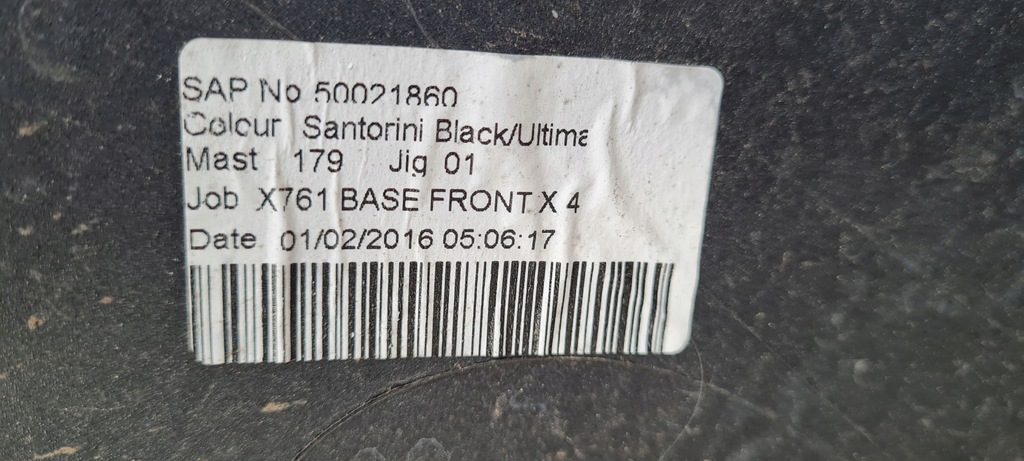 SAP No 50021860
Colour Santorini Black/Ultima
Mast 179 Jig 01
Job X761 BASE FRONT X 4
Date 01/02/2016 05:06:17